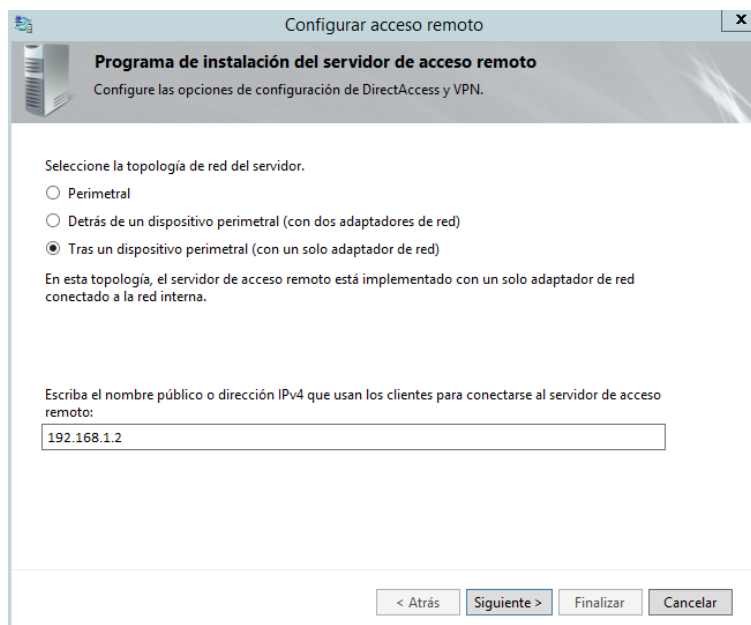 Configurar acceso remoto
x
Programa de instalación del servidor de acceso remoto
Configure las opciones de configuración de DirectAccess y VPN.
Seleccione la topología de red del servidor.
Perimetral
Detrás de un dispositivo perimetral (con dos adaptadores de red)
Tras un dispositivo perimetral (con un solo adaptador de red)
En esta topología, el servidor de acceso remoto está implementado con un solo adaptador de red
conectado a la red interna.
Escriba el nombre público o dirección IPv4 que usan los clientes para conectarse al servidor de acceso
remoto:
192.168.1.2
< Atrás Siguiente > Finalizar Cancelar